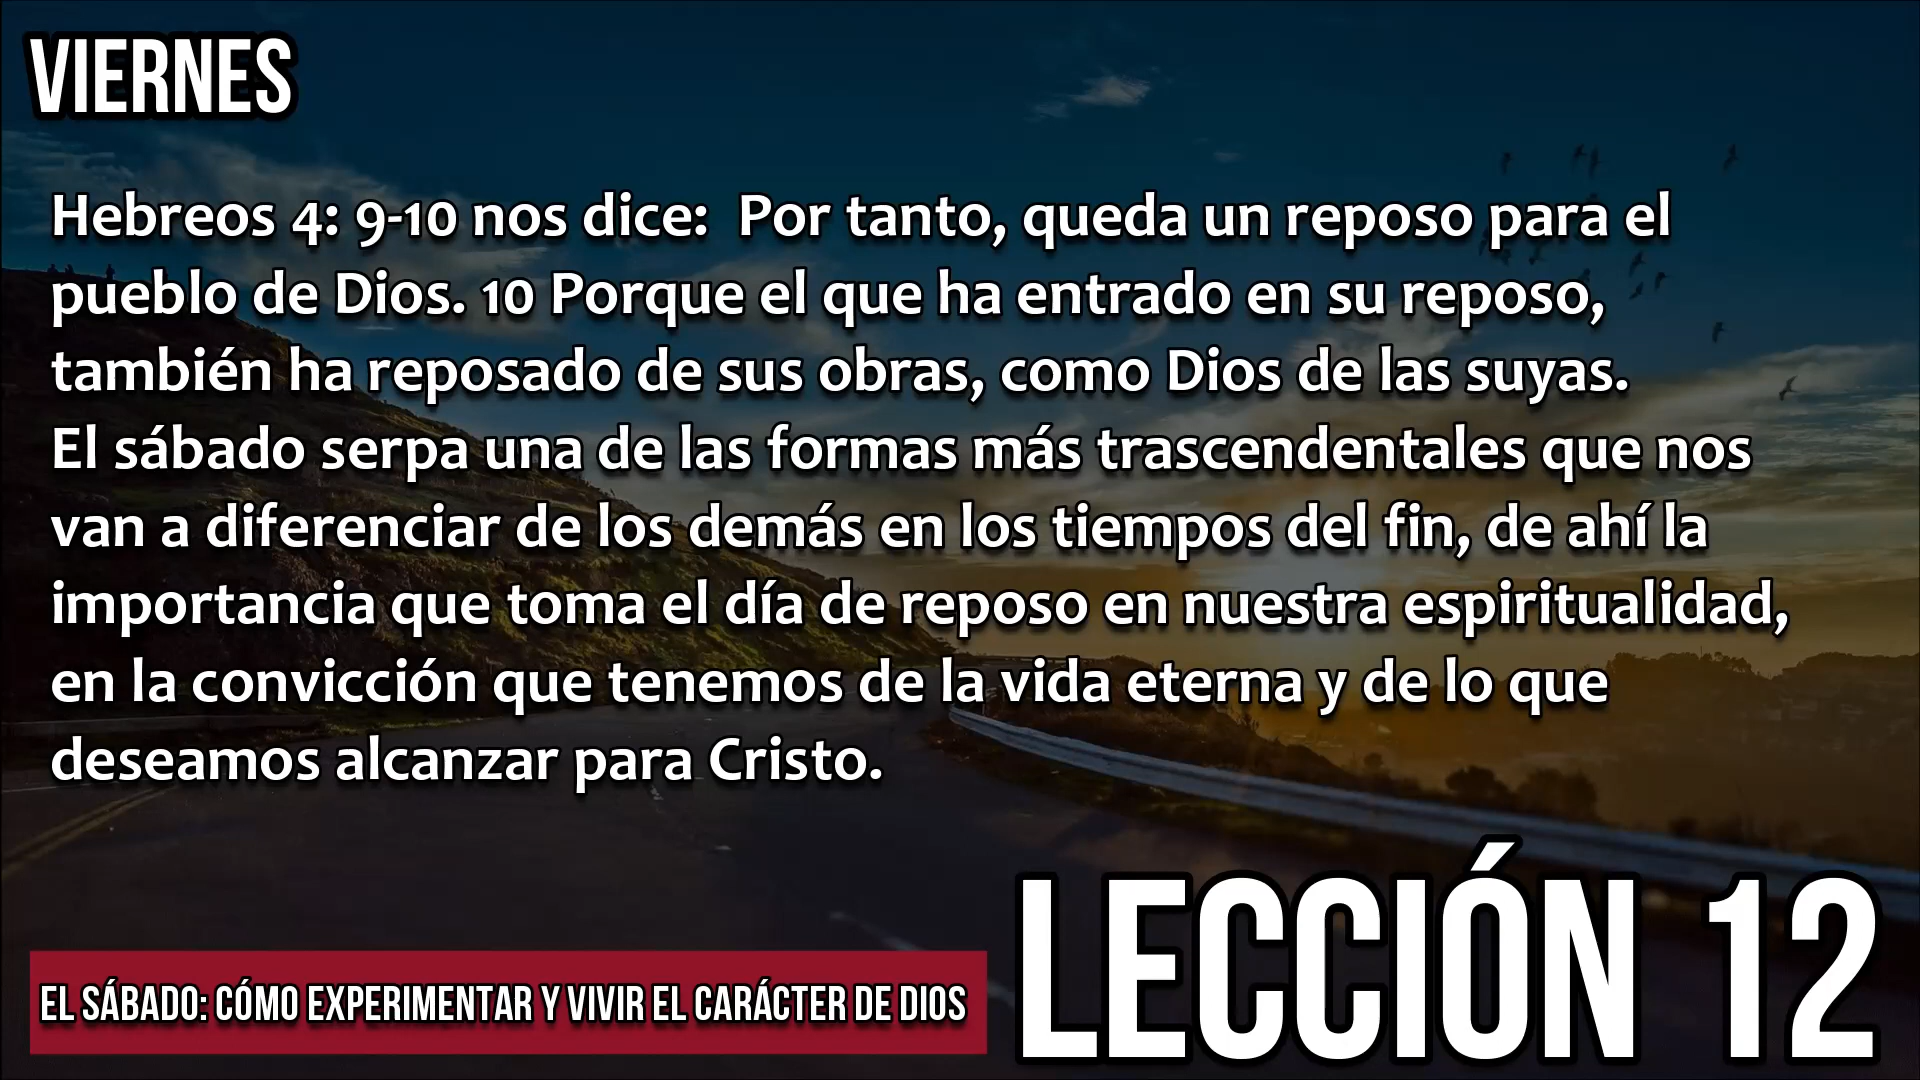 VIERNES
Hebreos 4: 9-10 nos dice:  Por tanto, queda un reposo para el
pueblo de Dios. 10 Porque el que ha entrado en su reposo,
también ha reposado de sus obras, como Dios de las suyas.
El sábado serpa una de las formas más trascendentales que nos
van a diferenciar de los demás en los tiempos del fin, de ahí la
importancia que toma el día de reposo en nuestra espiritualidad,
en la convicción que tenemos de la vida eterna y de lo que
deseamos alcanzar para Cristo.
LECCIÓN 12
EL SÁBADO: CÓMO EXPERIMENTAR Y VIVIR EL CARÁCTER DE DIOS